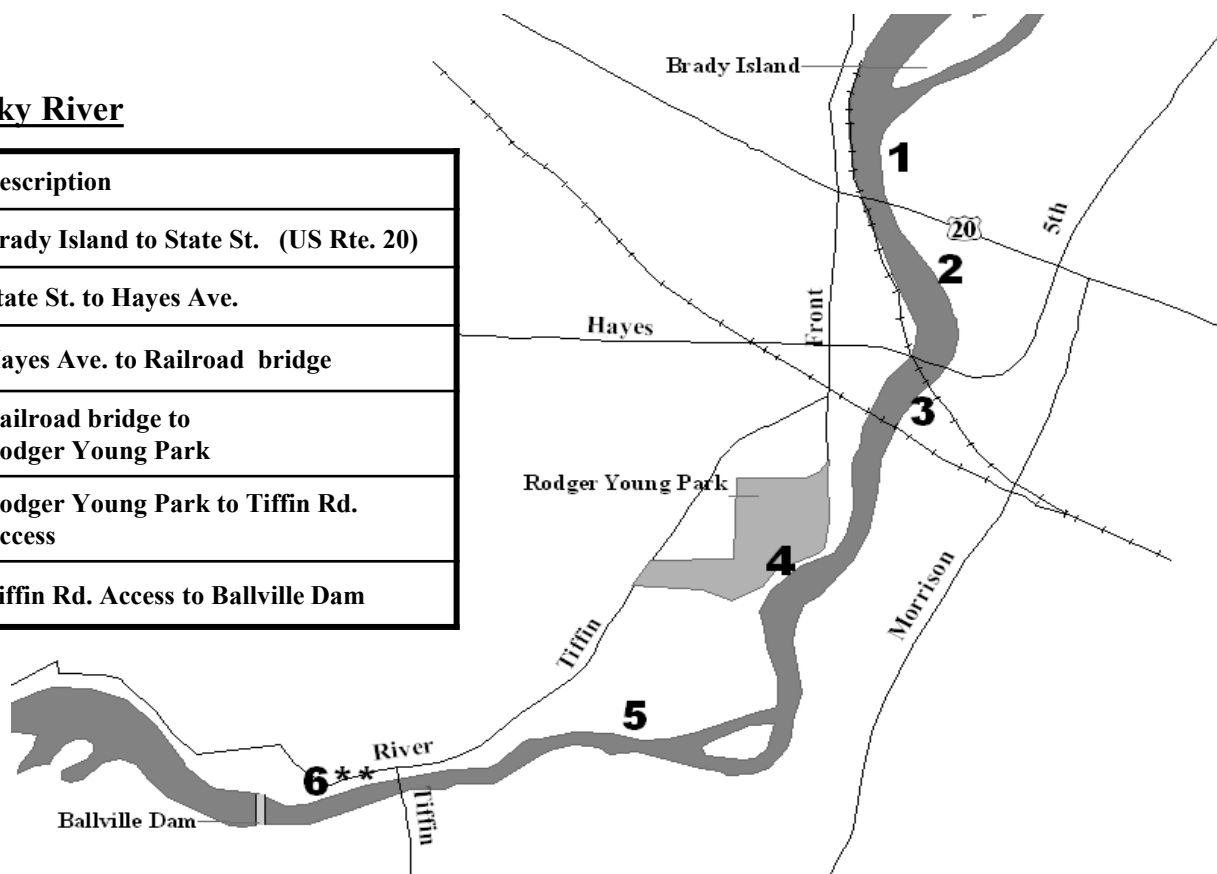 ky River
escription
rady Island to State St. (US Rte. 20)
tate St. to Hayes Ave.
ayes Ave. to Railroad bridge
ailroad bridge to
odger Young Park
odger Young Park to Tiffin Rd.
ccess
iffin Rd. Access to Ballville Dam
Brady Island
1
20
5th
2
Front
Hayes
3
Rodger Young Park
4
Morrison
Tiffin
5
River
6**
Tiffin
Ballville Dam